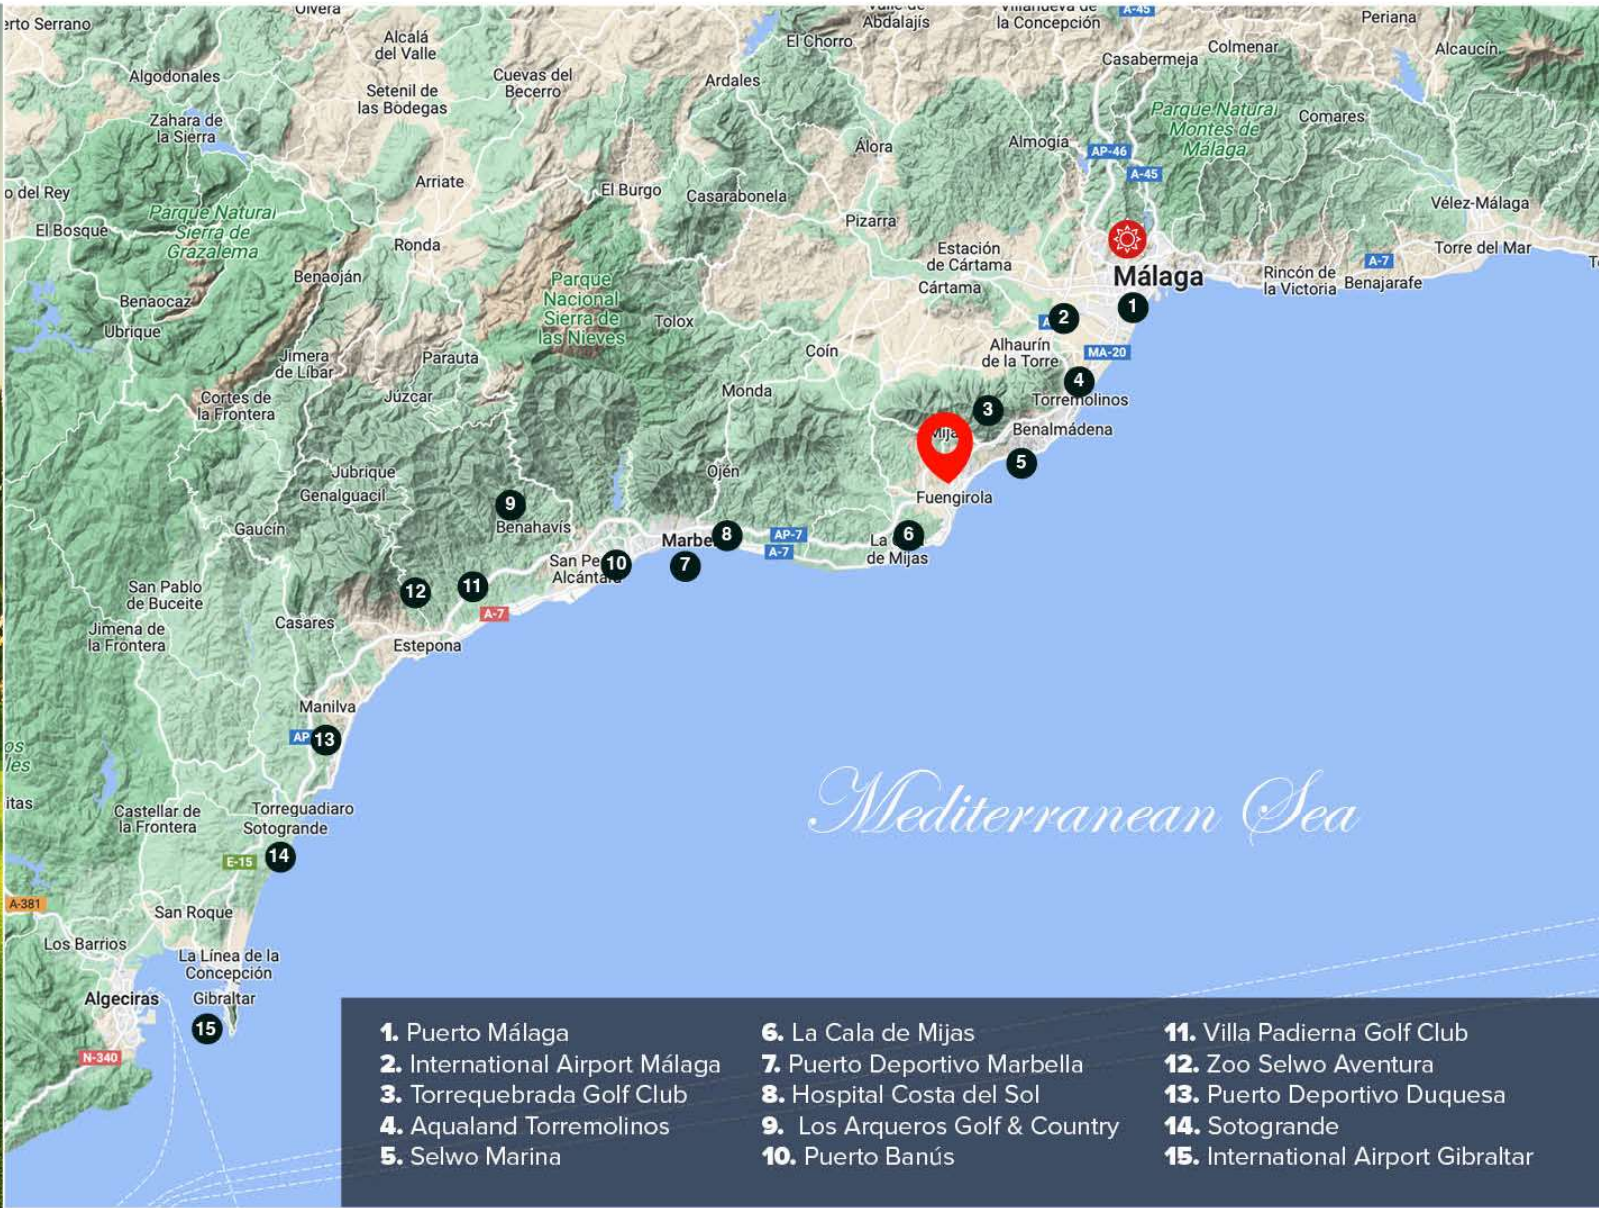 Olvera
Villanueva de
la Concepción
A-45
Abdalajís
Periana
Alcalá
del Valle
El Chorro
Colmenar
Alcaucín
Casabermeja
Algodonales
Cuevas del
Becerro
Ardales
Setenil de
las Bodegas
Parque Natural
Montes de
Málaga
Comares
Zahara de
la Sierra
Almogía
Álora
AP-46
A-45
Arriate
El Burgo
Casarabonela
o del Rey
Vélez-Málaga
Parque Natural
Sierra de
Grazalema
Pizarra
El Bosque
Ronda
Estación
de Cártama
Torre del Mar
A-7
Benaoján
Málaga
Rincón de
la Victoria
Benajarafe
Parque
Nacional
Sierra de
las Nieves
Cártama
Benaocaz
1
Ubrique
Tolox
2
Jimera
de Líbar
Parauta
Coín
Alhaurín
de la Torre
MA-20
Júzcar
Monda
4
Torremolinos
Cortes de
la Frontera
3
Benalmádena
Mija
5
Jubrique
Ojén
Genalguacil
Fuengirola
9
Benahavís
Gaucín
Marbe
8
AP-7
A-7
La
6
de Mijas
San Pe
Alcántara
10
7
San Pablo
de Buceite
12
11
A-7
Casares
Jimena de
la Frontera
Estepona
Manilva
AP
13
Mediterranean Sea
itas
Castellar de
la Frontera
Torreguadiaro
Sotogrande
E-15
14
A-381
San Roque
Los Barrios
La Línea de la
Concepción
Algeciras
Gibraltar
15
N-340
1. Puerto Málaga
2. International Airport Málaga
3. Torrequebrada Golf Club
4. Aqualand Torremolinos
5. Selwo Marina
6. La Cala de Mijas
7. Puerto Deportivo Marbella
8. Hospital Costa del Sol
9. Los Arqueros Golf & Country
10. Puerto Banús
11. Villa Padierna Golf Club
12. Zoo Selwo Aventura
13. Puerto Deportivo Duquesa
14. Sotogrande
15. International Airport Gibraltar